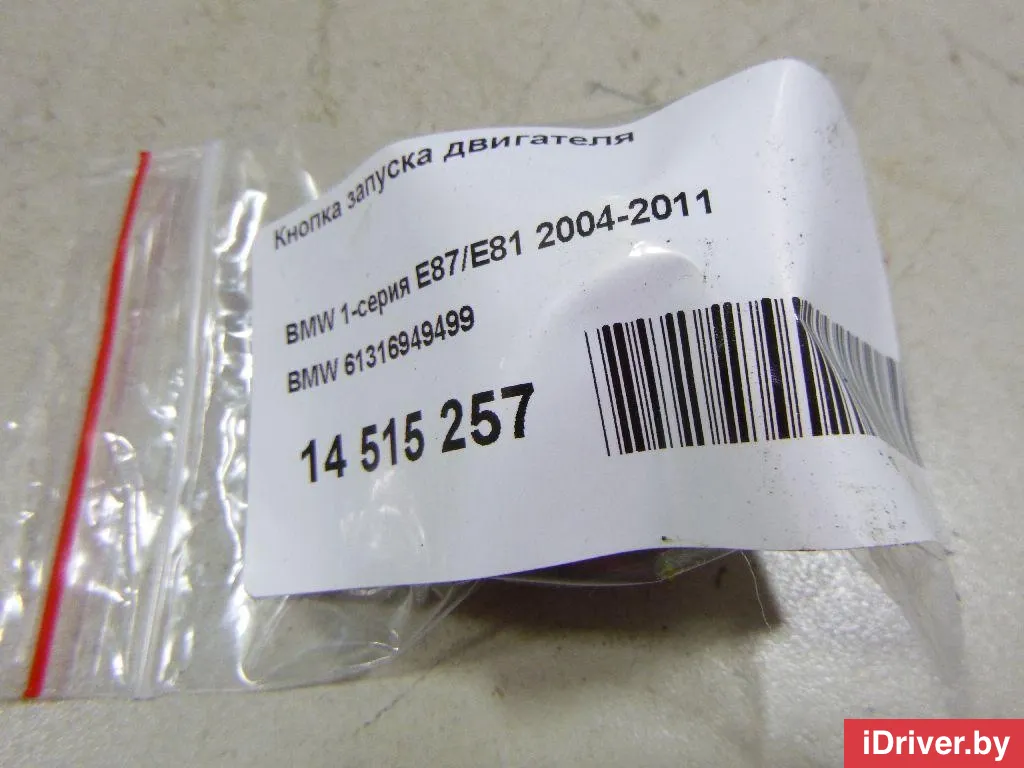 Кнопка запуска двигателя
BMW 1-серия E87/E81 2004-2011
BMW 61316949499
14 515 257
iDriver.by